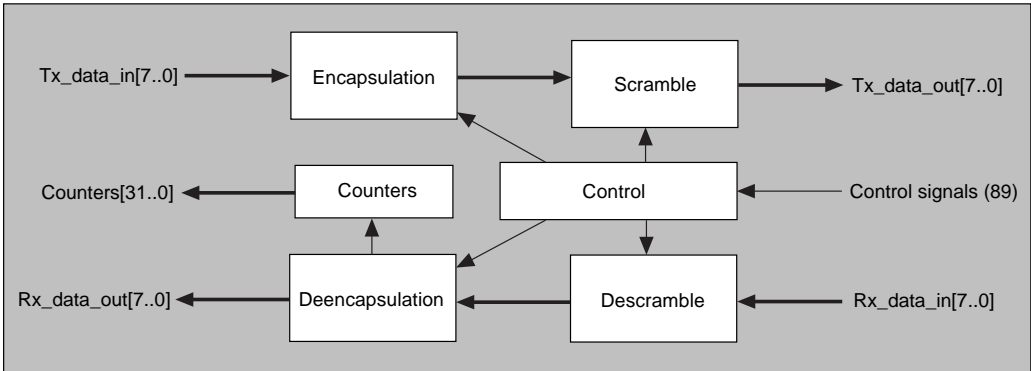 Tx_data_in[7..0]
Encapsulation
Scramble
Tx_data_out[7..0]
Counters[31..0]
Counters
Control
Control signals (89)
Rx_data_out[7..0]
Deencapsulation
Descramble
Rx_data_in[7..0]